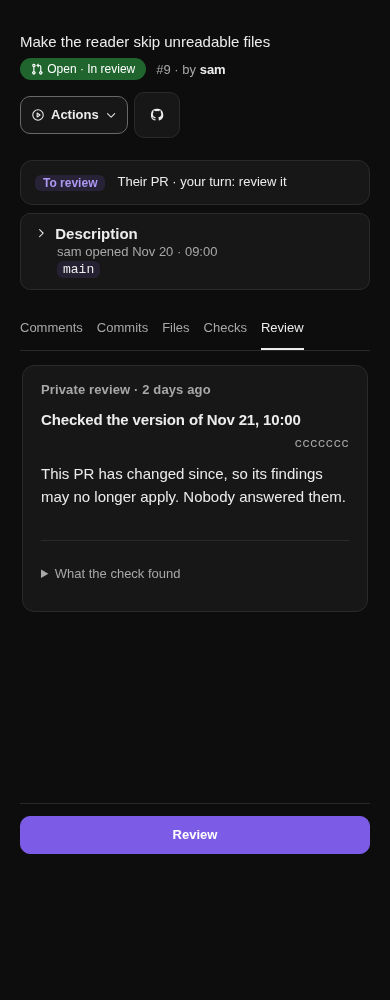 Make the reader skip unreadable files
Open · In review #9 · by sam
Actions
To review Their PR · your turn: review it
Description
sam opened Nov 20 · 09:00
main
Comments Commits Files Checks Review
Private review · 2 days ago
Checked the version of Nov 21, 10:00
ccccccc
This PR has changed since, so its findings
may no longer apply. Nobody answered them.
What the check found
Review